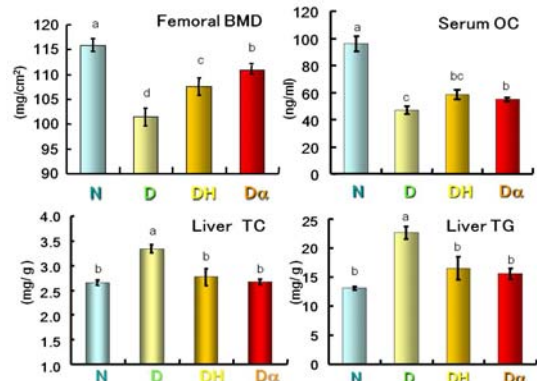 Femoral BMD
(mg/cm²)
120
115
110
105
100
95
90
a
d
c
b
N D DH Dα
Serum OC
(ng/ml)
120
100
80
60
40
20
0
a
c
bc
b
N D DH Dα
Liver TC
(mg/ g)
4.0
3.5
3.0
2.5
2.0
1.5
1.0
b
a
b
b
N D DH Dα
Liver TG
(mg/ g)
25
20
15
10
5
0
b
a
b
b
N D DH Dα